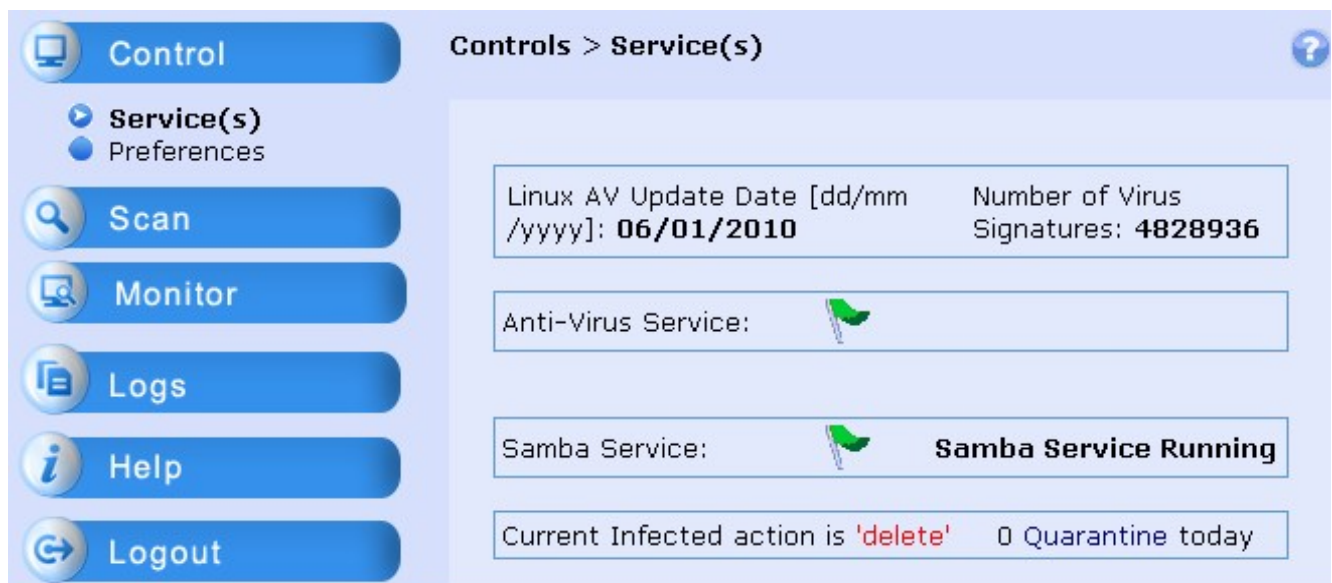 Control
Service(s)
Preferences
Scan
Monitor
Logs
Help
Logout
Controls > Service(s)
?
Linux AV Update Date [dd/mm
/yyyy]: 06/01/2010
Number of Virus
Signatures: 4828936
Anti-Virus Service:
Samba Service:
Samba Service Running
Current Infected action is 'delete'
0 Quarantine today